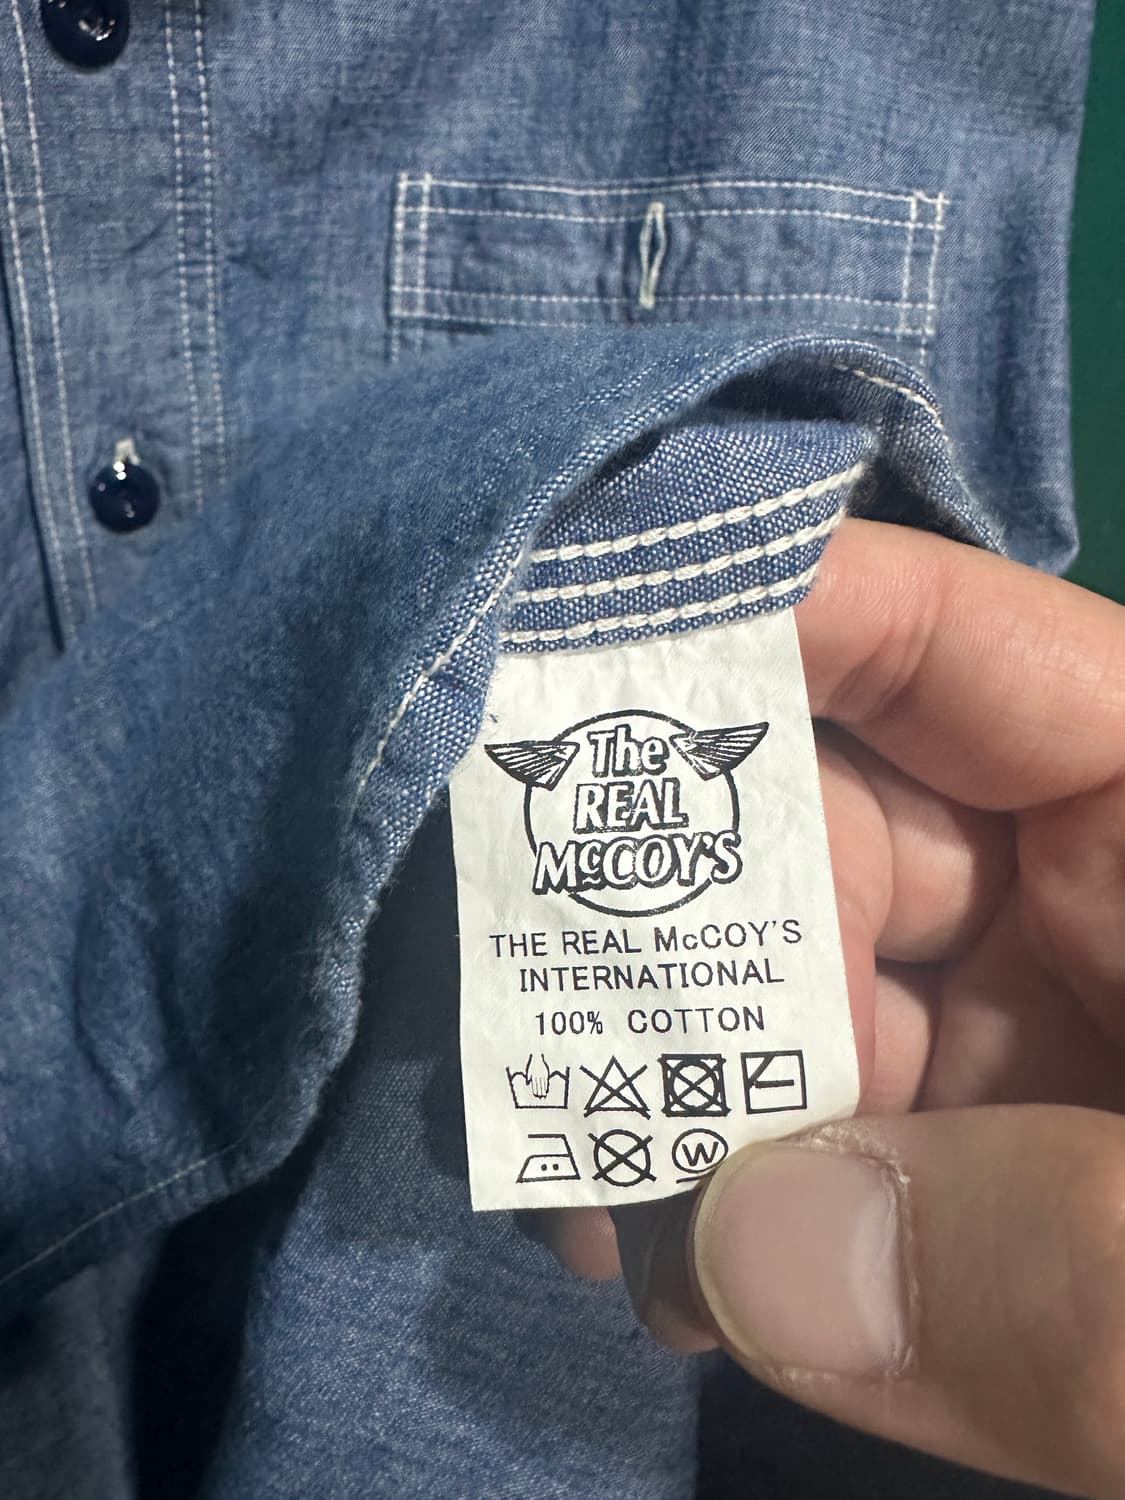 The
REAL
McCOY'S
THE REAL McCOY'S
INTERNATIONAL
100% COTTON
W